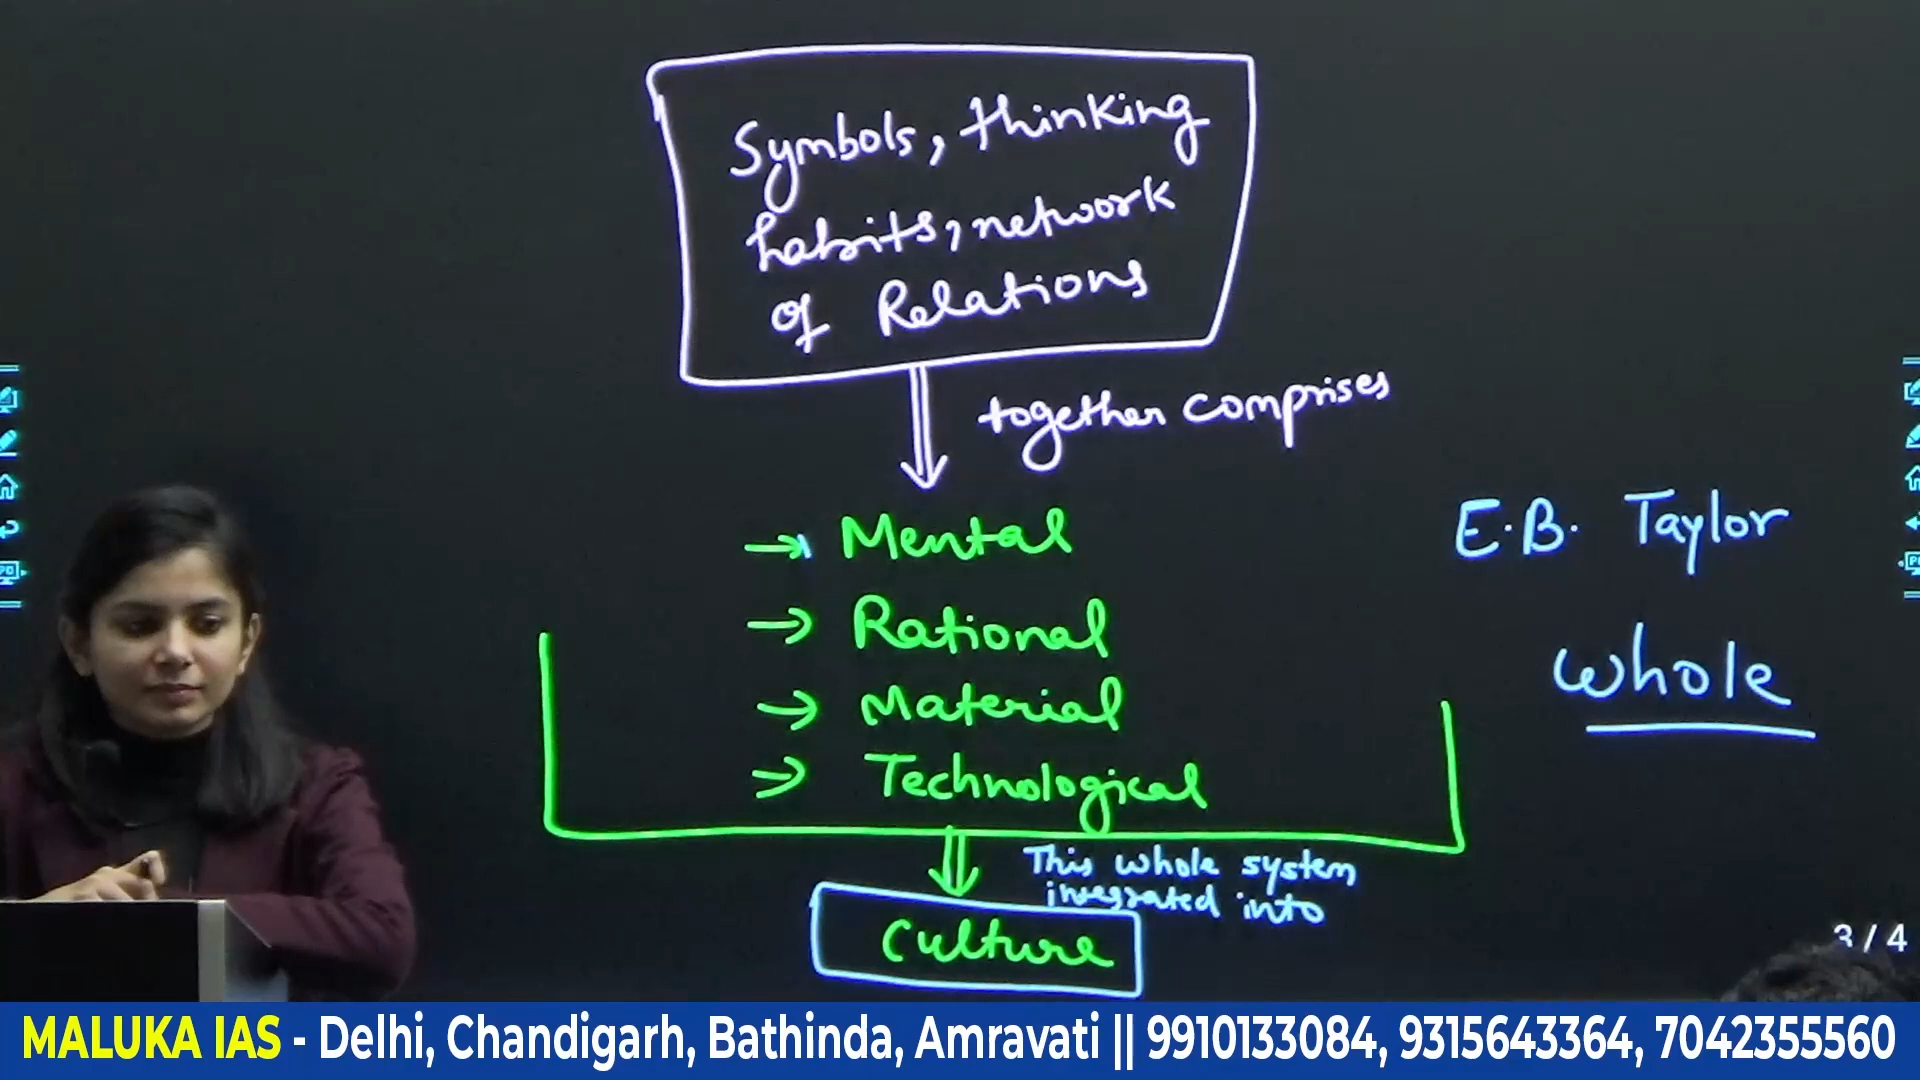 Symbols, thinking
habits, network
of Relations
together comprises
→ Mental
→ Rational
→ Material
→ Technological
E.B. Taylor
whole
This whole system
integrated into
Culture
3 / 4
MALUKA IAS - Delhi, Chandigarh, Bathinda, Amravati || 9910133084, 9315643364, 7042355560